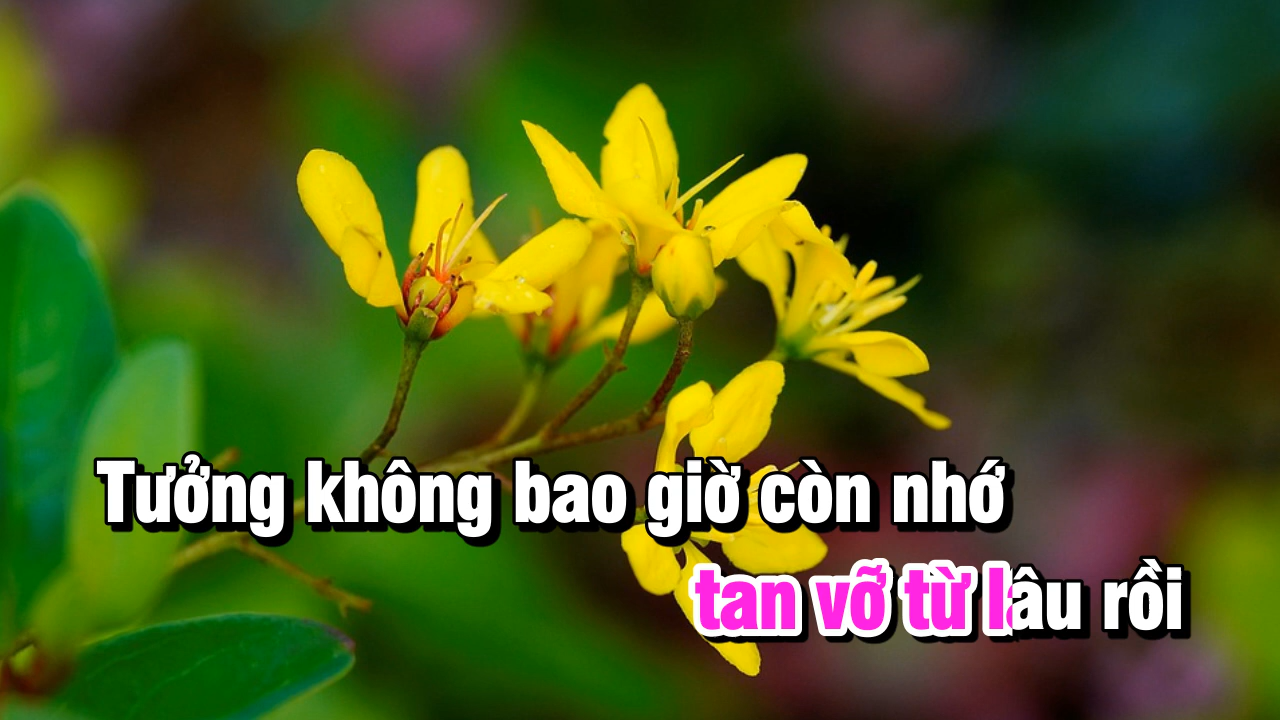 Tưởng không bao giờ còn nhớ
tan vỡ từ lâu rồi